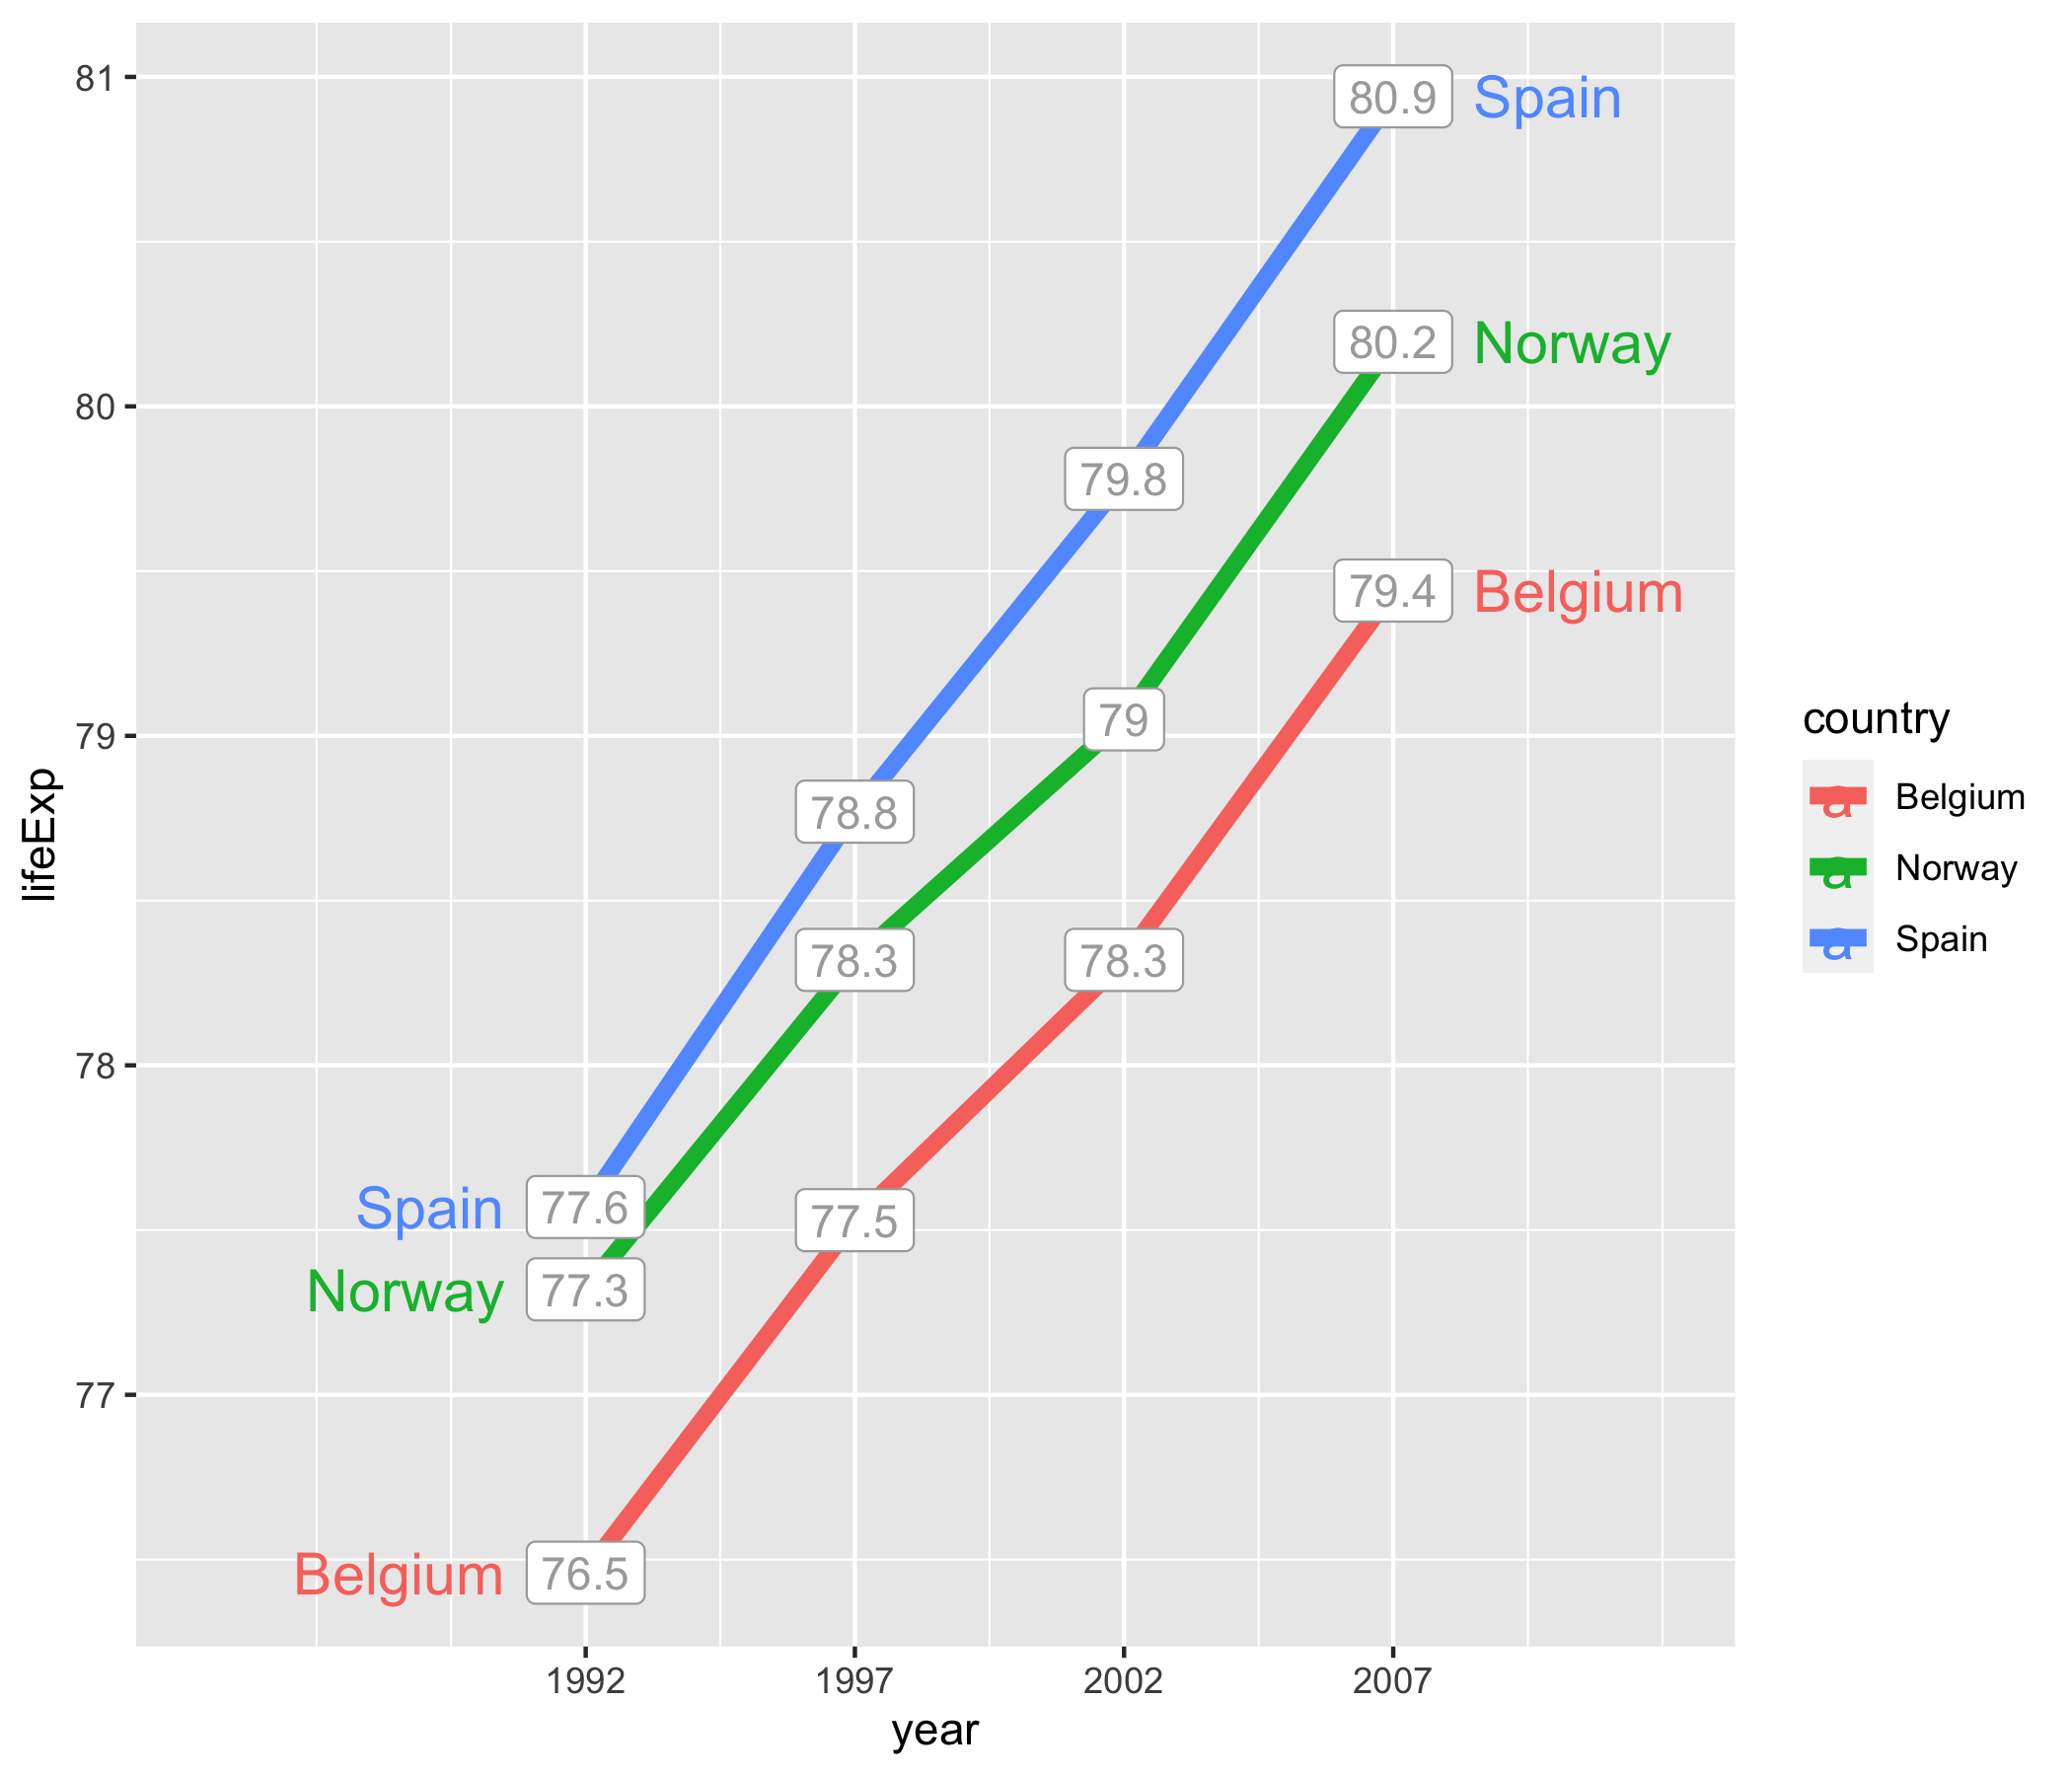 81
80.9 Spain
80.2 Norway
80
79.8
79.4 Belgium
79
79
78.8
78.3
78.3
78
Spain 77.6
77.5
Norway 77.3
77
Belgium 76.5
1992 1997 2002 2007
year
lifeExp
country
a Belgium
a Norway
a Spain